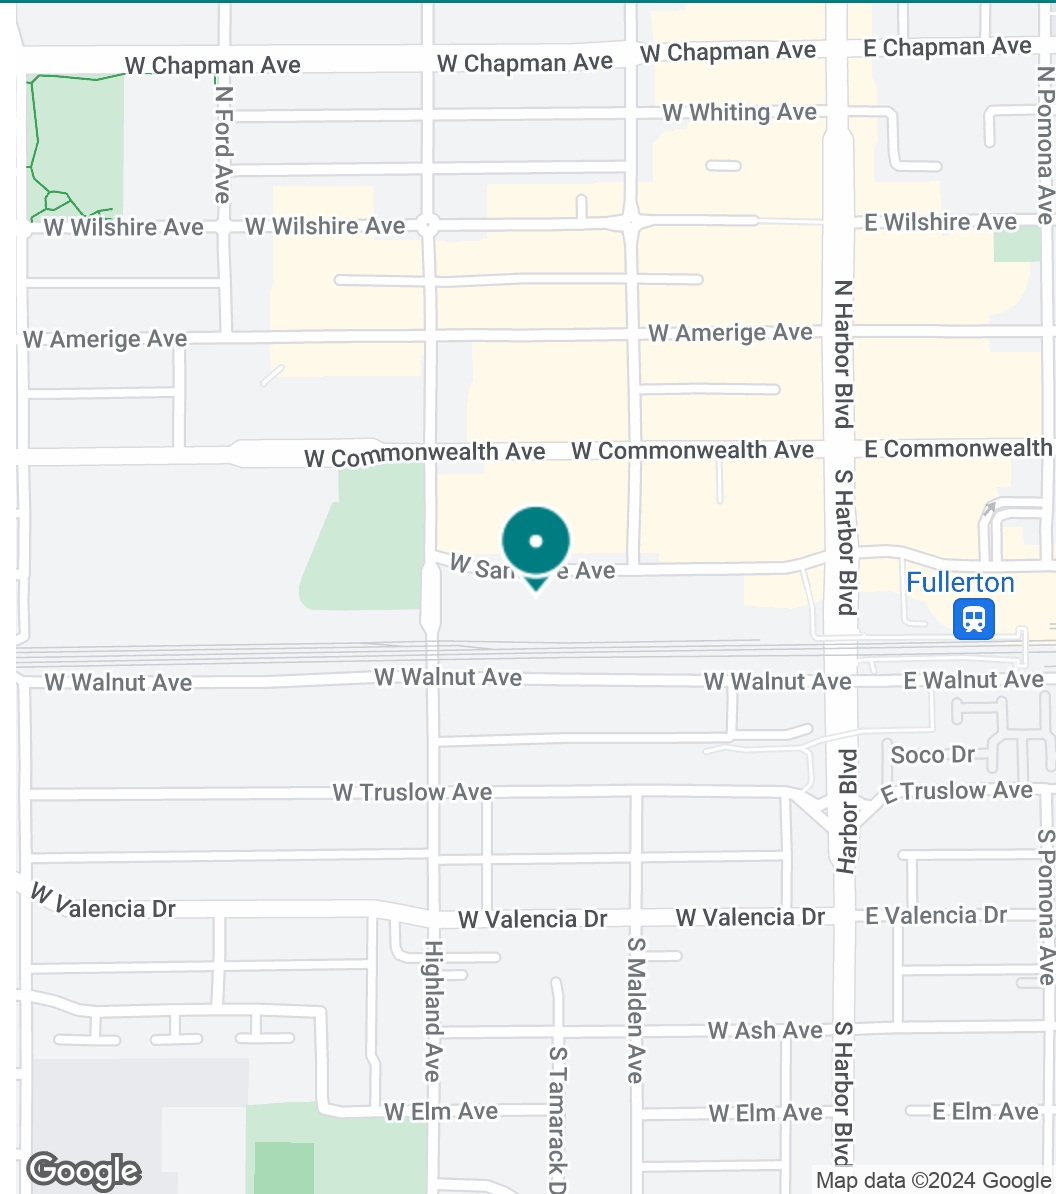 W Chapman Ave
W Chapman Ave
W Chapman Ave
E Chapman Ave
N Ford Ave
N Pomona Ave
W Whiting Ave
W Wilshire Ave
W Wilshire Ave
E Wilshire Ave
N Harbor Blvd
W Amerige Ave
W Amerige Ave
W Commonwealth Ave
W Commonwealth Ave
E Commonwealth
S Harbor Blvd
W San e Ave
Fullerton
W Walnut Ave
W Walnut Ave
W Walnut Ave
E Walnut Ave
Harbor Blvd
Soco Dr
W Truslow Ave
E Truslow Ave
S Pomona Ave
W Valencia Dr
W Valencia Dr
W Valencia Dr
E Valencia Dr
Highland Ave
S Malden Ave
W Ash Ave
S Harbor Blvd
S Tamarack D
W Elm Ave
W Elm Ave
E Elm Ave
Google
Map data ©2024 Google